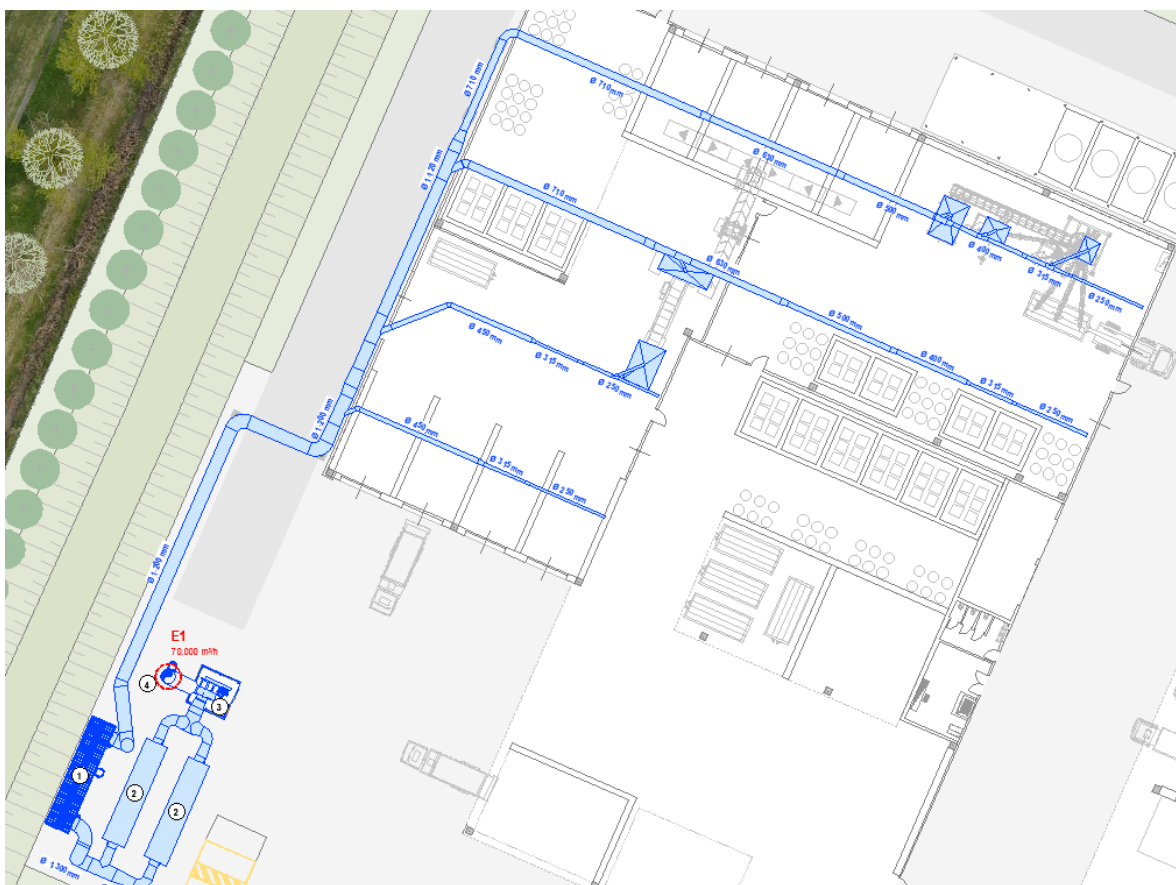 Ø 710 mm
Ø 710 mm
Ø 630 mm
Ø 500 mm
Ø 400 mm
Ø 315 mm
Ø 250 mm
Ø 1.120 mm
Ø 710 mm
Ø 630 mm
Ø 500 mm
Ø 400 mm
Ø 315 mm
Ø 250 mm
Ø 450 mm
Ø 315 mm
Ø 250 mm
Ø 1.200 mm
Ø 450 mm
Ø 315 mm
Ø 250 mm
Ø 1.200 mm
E1
70.000 m³/h
4
3
1
2
2
Ø 1.300 mm